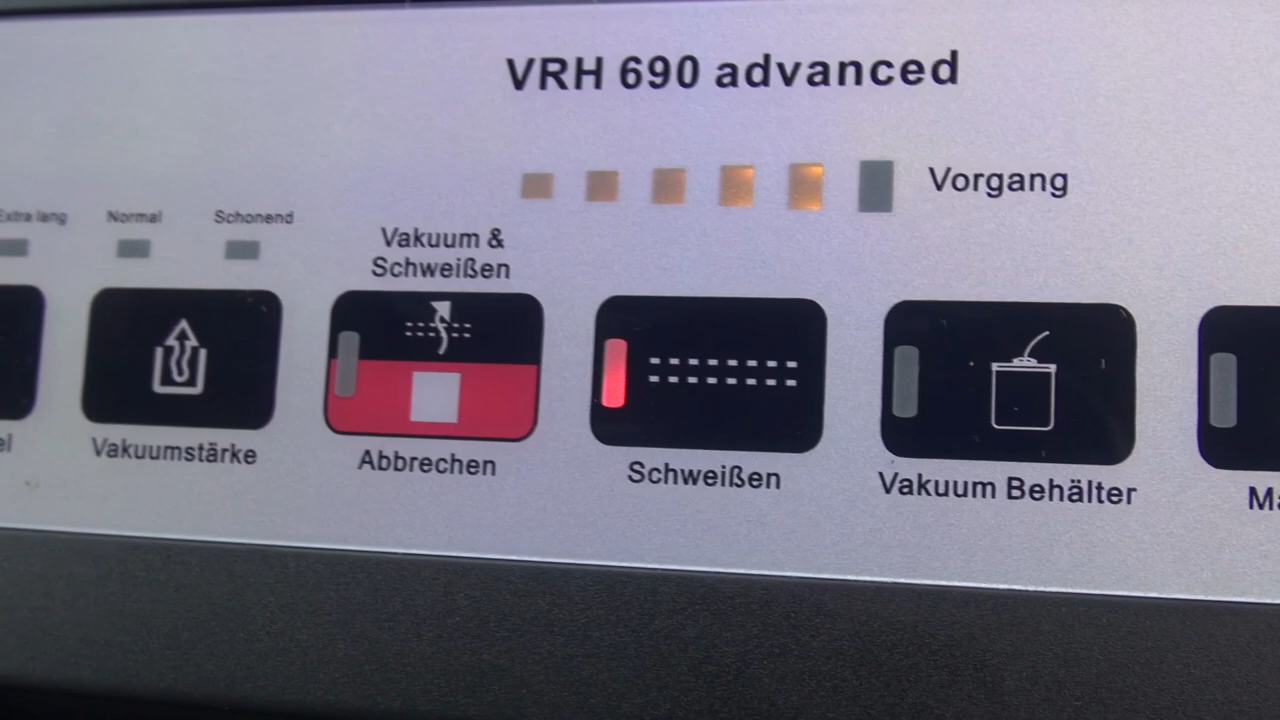 VRH 690 advanced
Vorgang
Extra lang
Normal
Schonend
Vakuum &
Schweißen
Vakuumstärke
Abbrechen
Schweißen
Vakuum Behälter